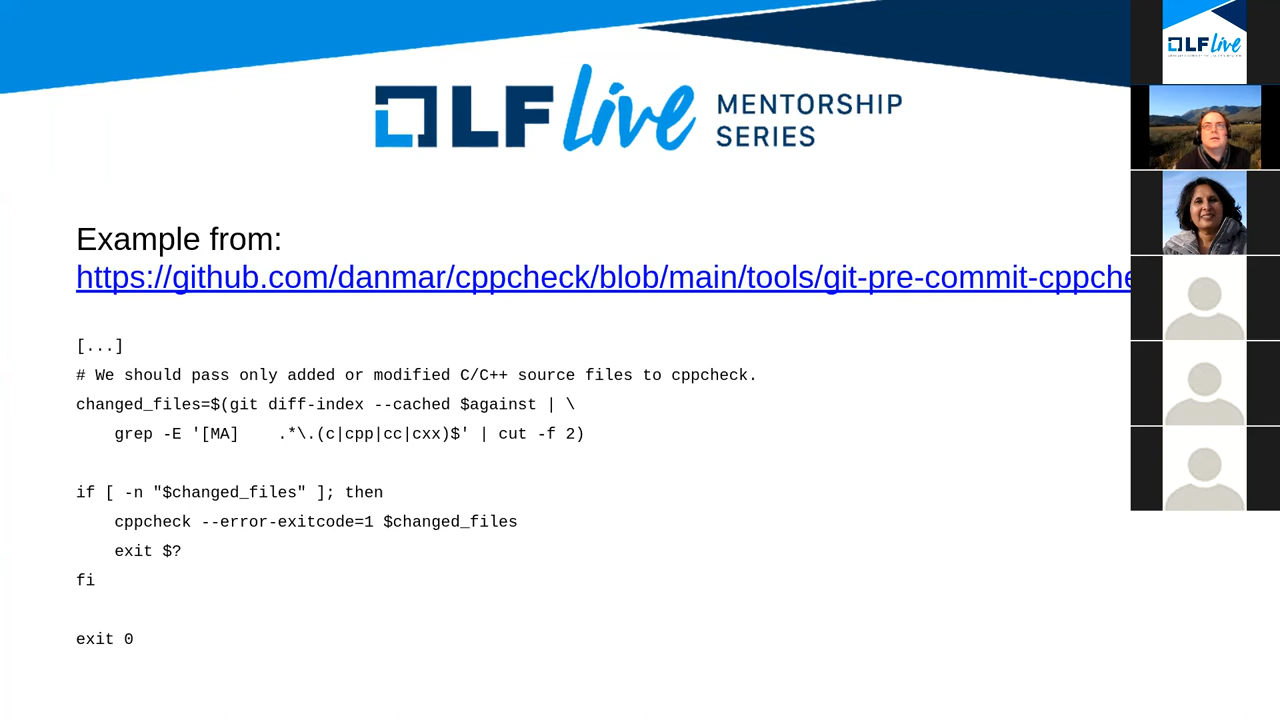 LF Live MENTORSHIP SERIES
LF Live
Example from:
https://github.com/danmar/cppcheck/blob/main/tools/git-pre-commit-cppche
[...]
# We should pass only added or modified C/C++ source files to cppcheck.
changed_files=$(git diff-index --cached $against | \
    grep -E '[MA]    .*\.(c|cpp|cc|cxx)$' | cut -f 2)
if [ -n "$changed_files" ]; then
    cppcheck --error-exitcode=1 $changed_files
    exit $?
fi
exit 0